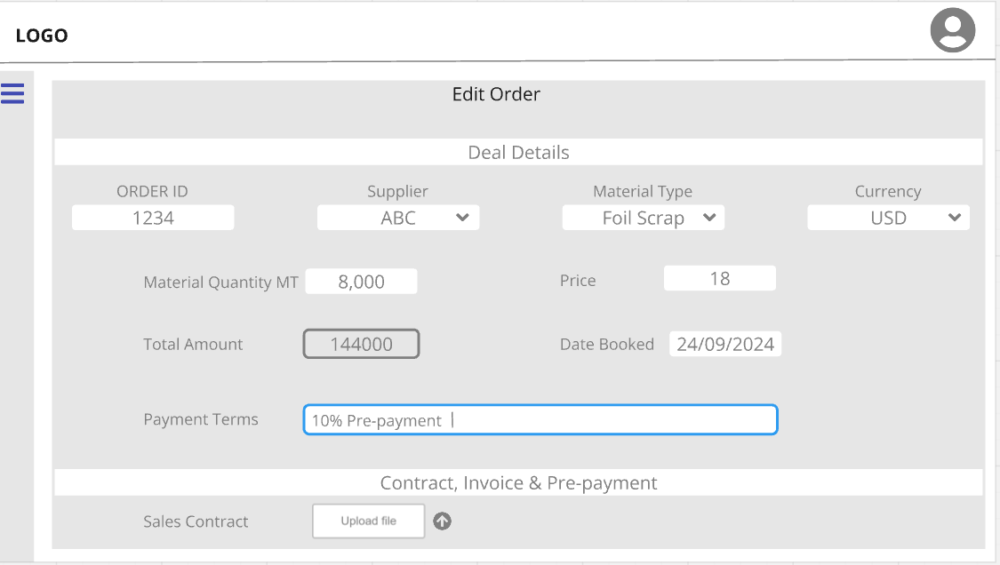 LOGO
Edit Order
Deal Details
ORDER ID Supplier Material Type Currency
1234 ABC Foil Scrap USD
Material Quantity MT 8,000 Price 18
Total Amount 144000 Date Booked 24/09/2024
Payment Terms 10% Pre-payment
Contract, Invoice & Pre-payment
Sales Contract Upload file